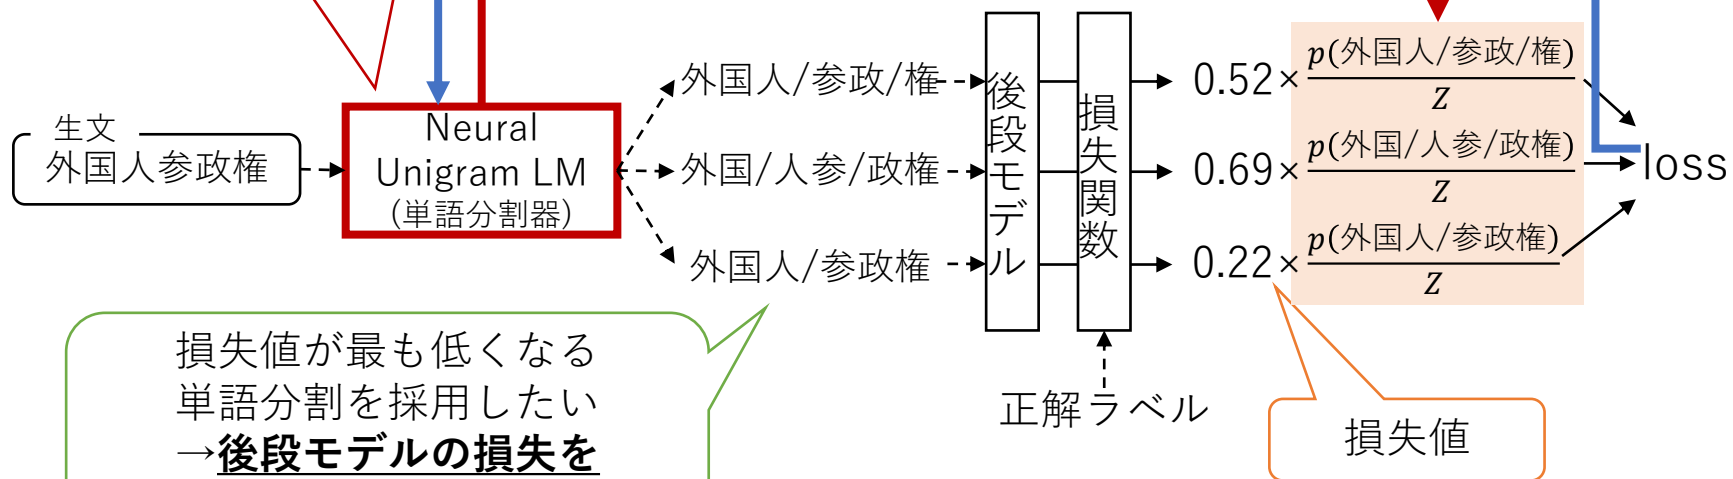 生文
外国人参政権
Neural
Unigram LM
(単語分割器)
外国人/参政/権
外国/人参/政権
外国人/参政権
後段モデル
損失関数
正解ラベル
0.52× p(外国人/参政/権) / Z
0.69× p(外国/人参/政権) / Z
0.22× p(外国人/参政権) / Z
loss
損失値
損失値が最も低くなる
単語分割を採用したい
→後段モデルの損失を